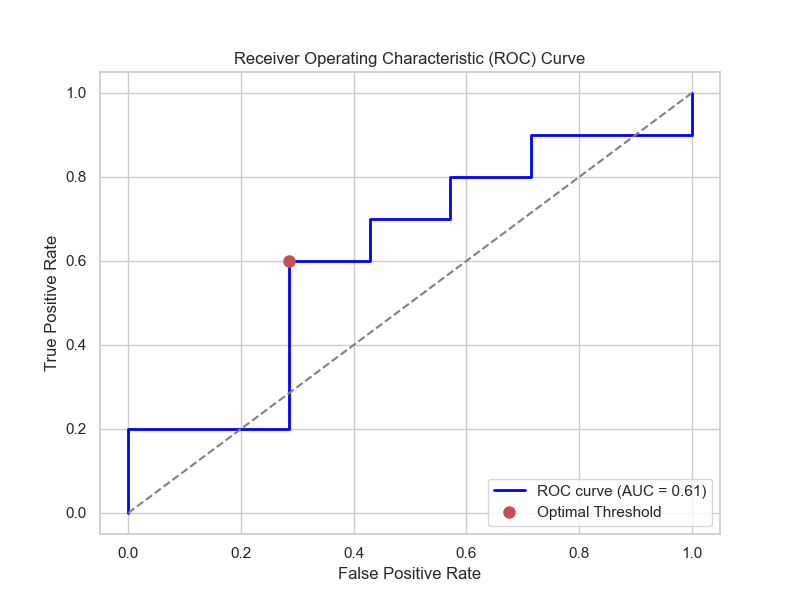 Receiver Operating Characteristic (ROC) Curve
True Positive Rate
1.0
0.8
0.6
0.4
0.2
0.0
ROC curve (AUC = 0.61)
Optimal Threshold
0.0 0.2 0.4 0.6 0.8 1.0
False Positive Rate